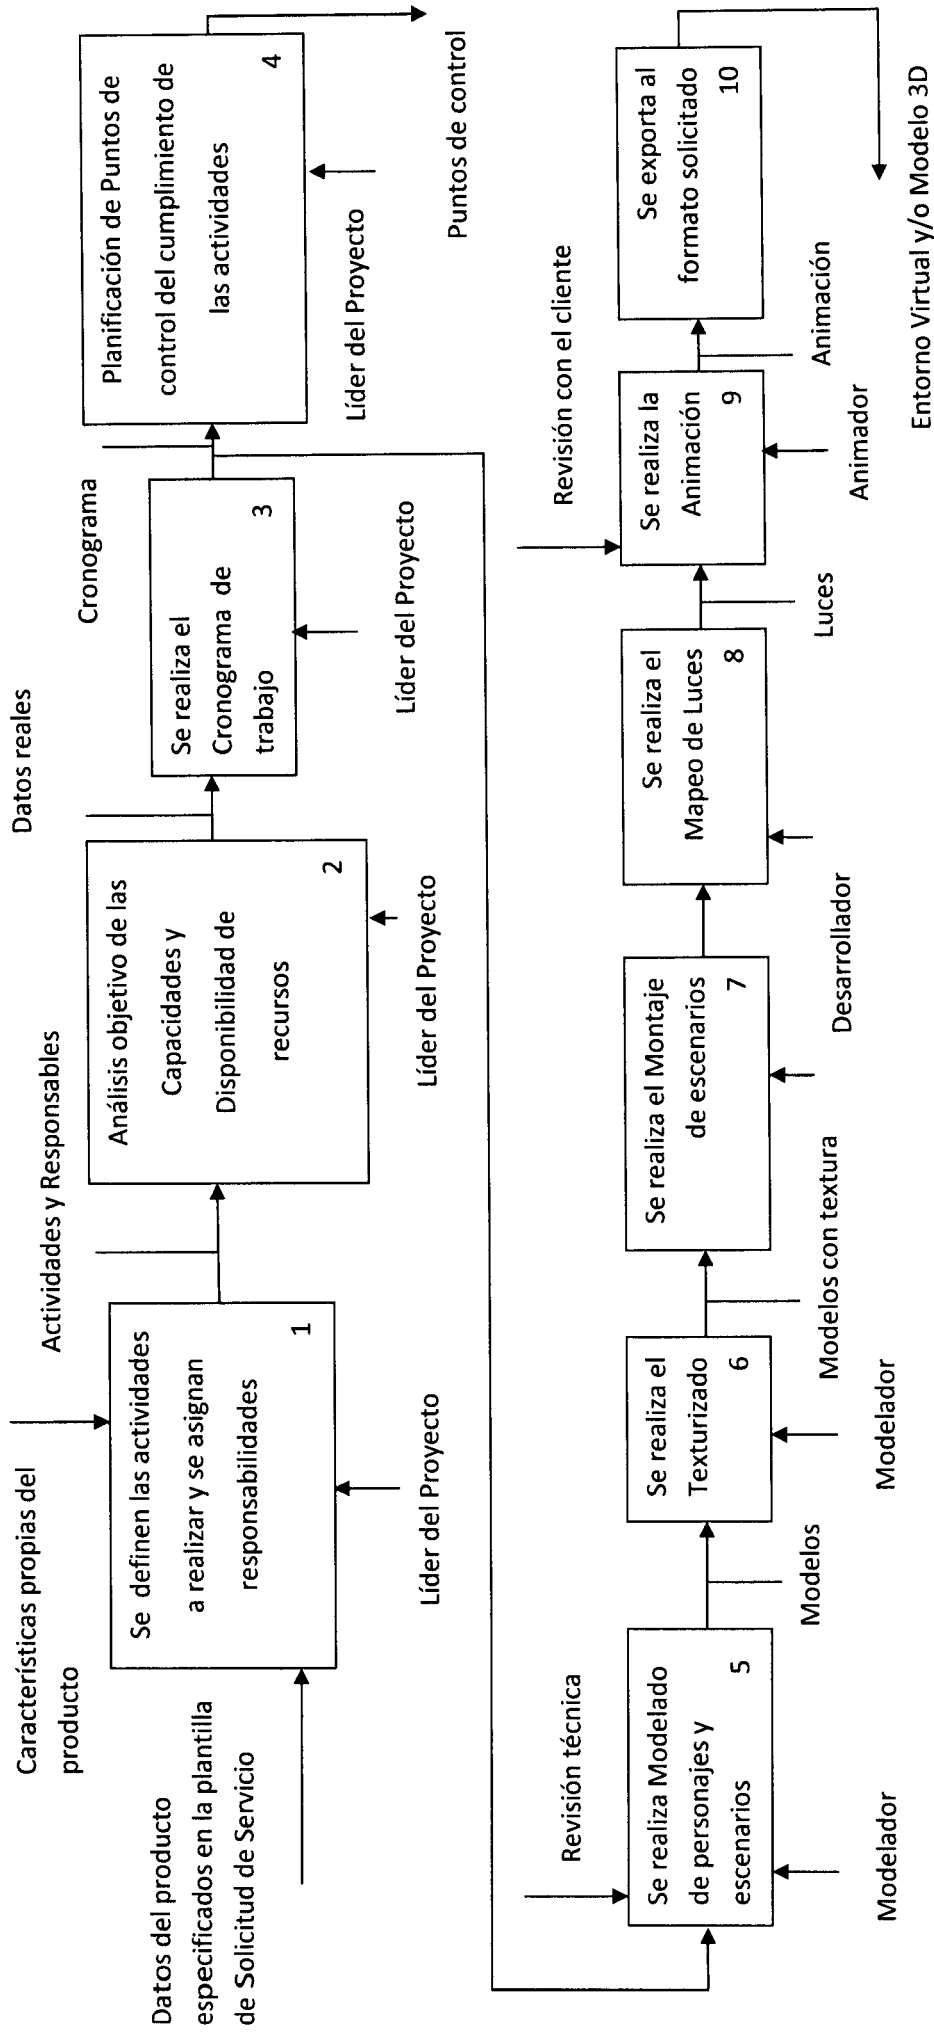 Características propias del
producto
Datos del producto
especificados en la plantilla
de Solicitud de Servicio
Se definen las actividades
a realizar y se asignan
responsabilidades
1
Líder del Proyecto
Actividades y Responsables
Análisis objetivo de las
Capacidades y
Disponibilidad de
recursos
2
Líder del Proyecto
Datos reales
Se realiza el
Cronograma de
trabajo
3
Líder del Proyecto
Cronograma
Planificación de Puntos de
control del cumplimiento de
las actividades
4
Líder del Proyecto
Puntos de control
Revisión técnica
Se realiza Modelado
de personajes y
escenarios
5
Modelador
Modelos
Se realiza el
Texturizado
6
Modelador
Modelos con textura
Se realiza el Montaje
de escenarios
7
Desarrollador
Se realiza el
Mapeo de Luces
8
Luces
Revisión con el cliente
Se realiza la
Animación
9
Animador
Animación
Se exporta al
formato solicitado
10
Entorno Virtual y/o Modelo 3D